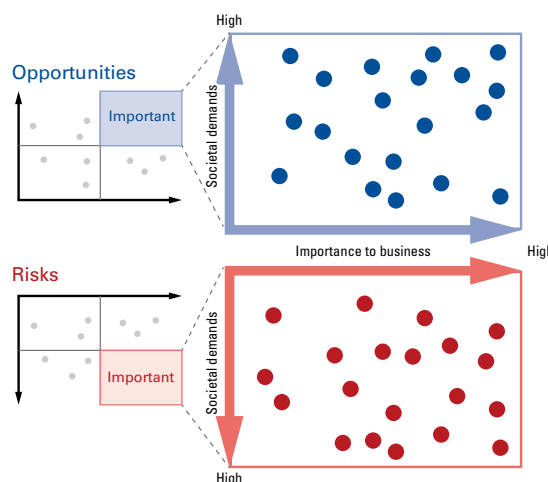 High
Opportunities
Important
Societal demands
Importance to business
High
Risks
Important
Societal demands
High